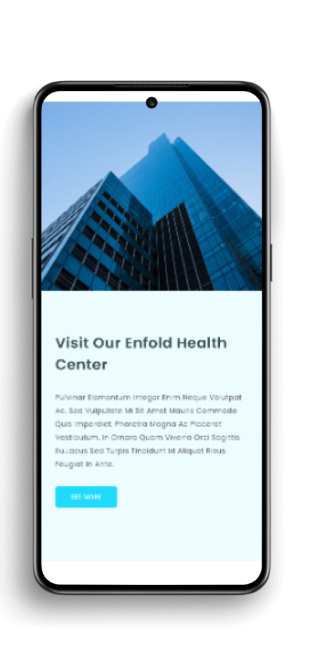 Visit Our Enfold Health
Center
Pulvinar Elementum Integer Enim Neque Volutpat
Ac. Sed Vulputate Mi Sit Amet Mauris Commodo
Quis Imperdiet. Pharetra Magna Ac Placerat
Vestibulum. In Ornare Quam Viverra Orci Sagittis
Eu.Lacus Sed Turpis Tincidunt Id Aliquet Risus
Feugiat In Ante.
SEE MORE